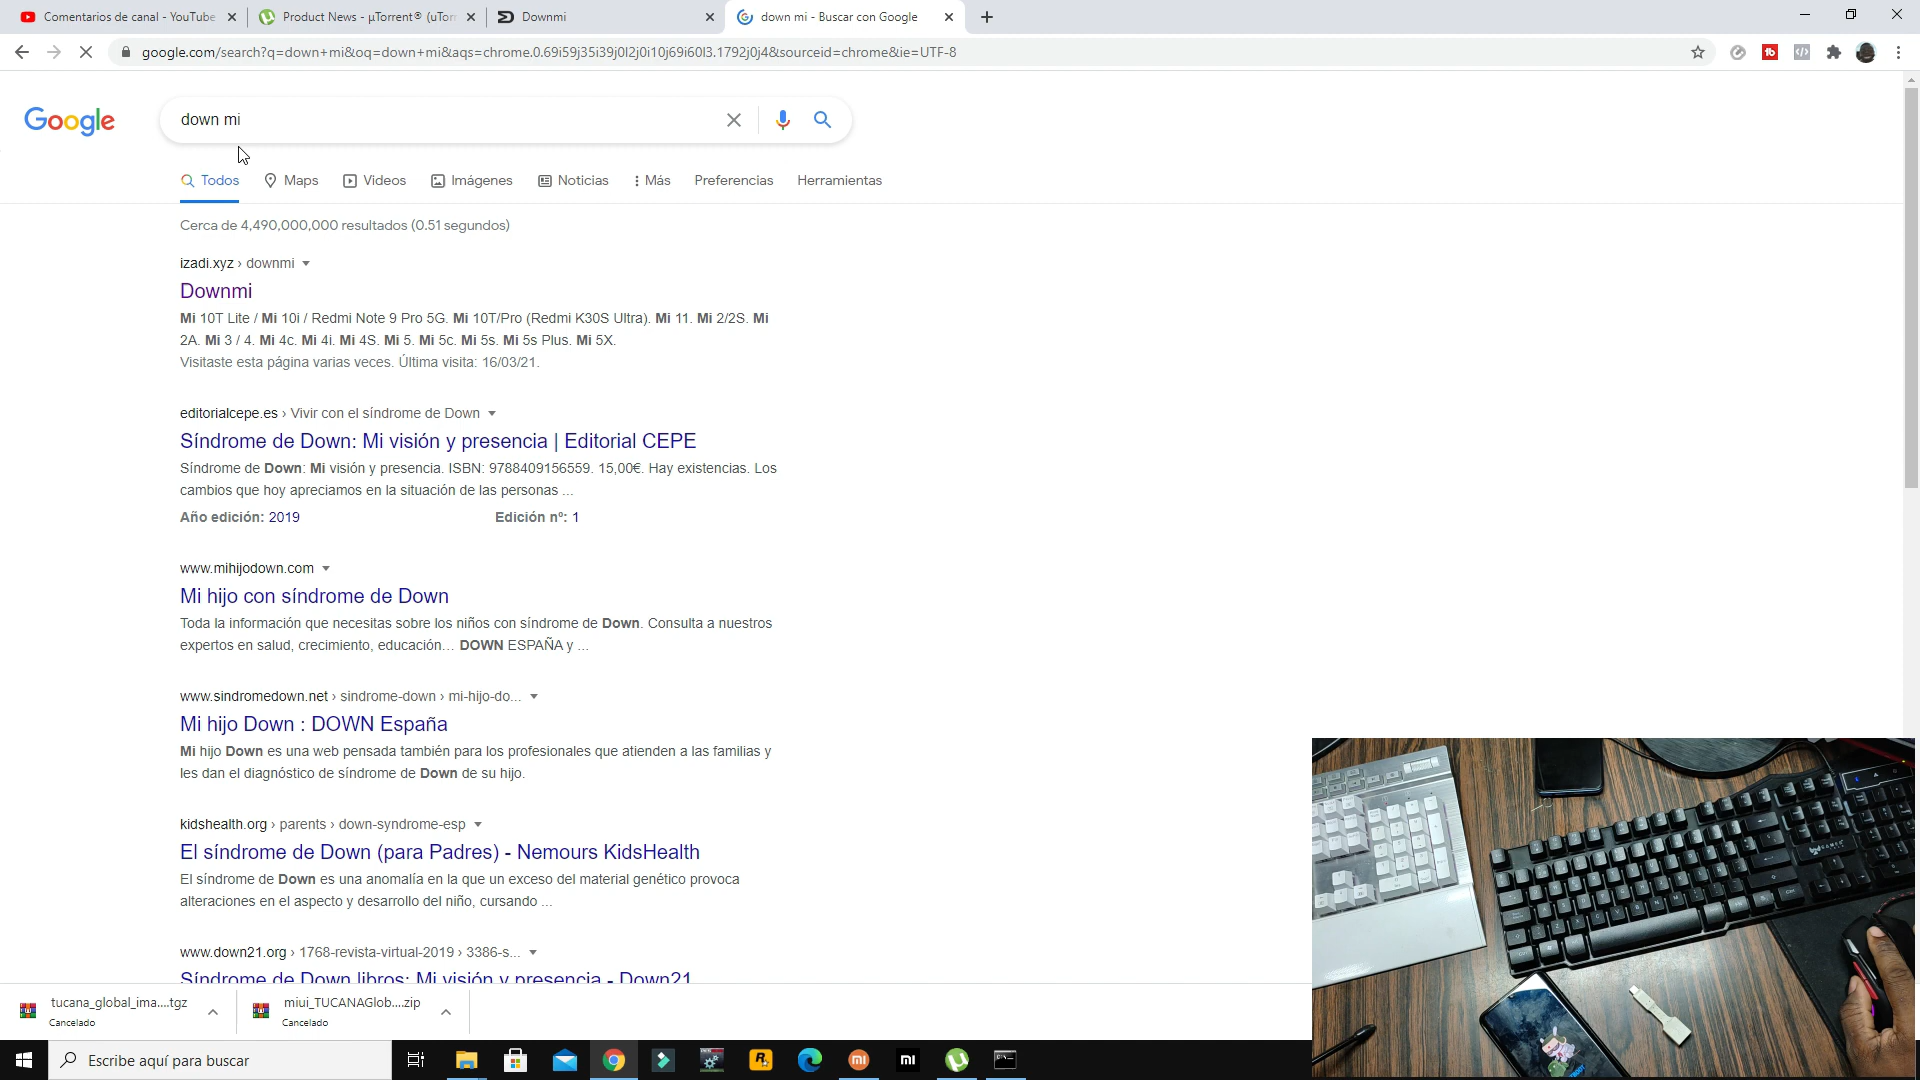 Comentarios de canal - YouTube
Product News - µTorrent® (uTor
Downmi
down mi - Buscar con Google
google.com/search?q=down+mi&oq=down+mi&aqs=chrome.0.69i59j35i39j0l2j0i10j69i60l3.1792j0j4&sourceid=chrome&ie=UTF-8
Google
down mi
Todos
Maps
Videos
Imágenes
Noticias
Más
Preferencias
Herramientas
Cerca de 4,490,000,000 resultados (0.51 segundos)
izadi.xyz › downmi
Downmi
Mi 10T Lite / Mi 10i / Redmi Note 9 Pro 5G. Mi 10T/Pro (Redmi K30S Ultra). Mi 11. Mi 2/2S. Mi
2A. Mi 3 / 4. Mi 4c. Mi 4i. Mi 4S. Mi 5. Mi 5c. Mi 5s. Mi 5s Plus. Mi 5X.
Visitaste esta página varias veces. Última visita: 16/03/21.
editorialcepe.es › Vivir con el síndrome de Down
Síndrome de Down: Mi visión y presencia | Editorial CEPE
Síndrome de Down: Mi visión y presencia. ISBN: 9788409156559. 15,00€. Hay existencias. Los
cambios que hoy apreciamos en la situación de las personas ...
Año edición: 2019
Edición nº: 1
www.mihijodown.com
Mi hijo con síndrome de Down
Toda la información que necesitas sobre los niños con síndrome de Down. Consulta a nuestros
expertos en salud, crecimiento, educación... DOWN ESPAÑA y ...
www.sindromedown.net › sindrome-down › mi-hijo-do...
Mi hijo Down : DOWN España
Mi hijo Down es una web pensada también para los profesionales que atienden a las familias y
les dan el diagnóstico de síndrome de Down de su hijo.
kidshealth.org › parents › down-syndrome-esp
El síndrome de Down (para Padres) - Nemours KidsHealth
El síndrome de Down es una anomalía en la que un exceso del material genético provoca
alteraciones en el aspecto y desarrollo del niño, cursando ...
www.down21.org › 1768-revista-virtual-2019 › 3386-s...
Síndrome de Down libros: Mi visión y presencia - Down21
tucana_global_ima....tgz
Cancelado
miui_TUCANAGlob....zip
Cancelado
Escribe aquí para buscar